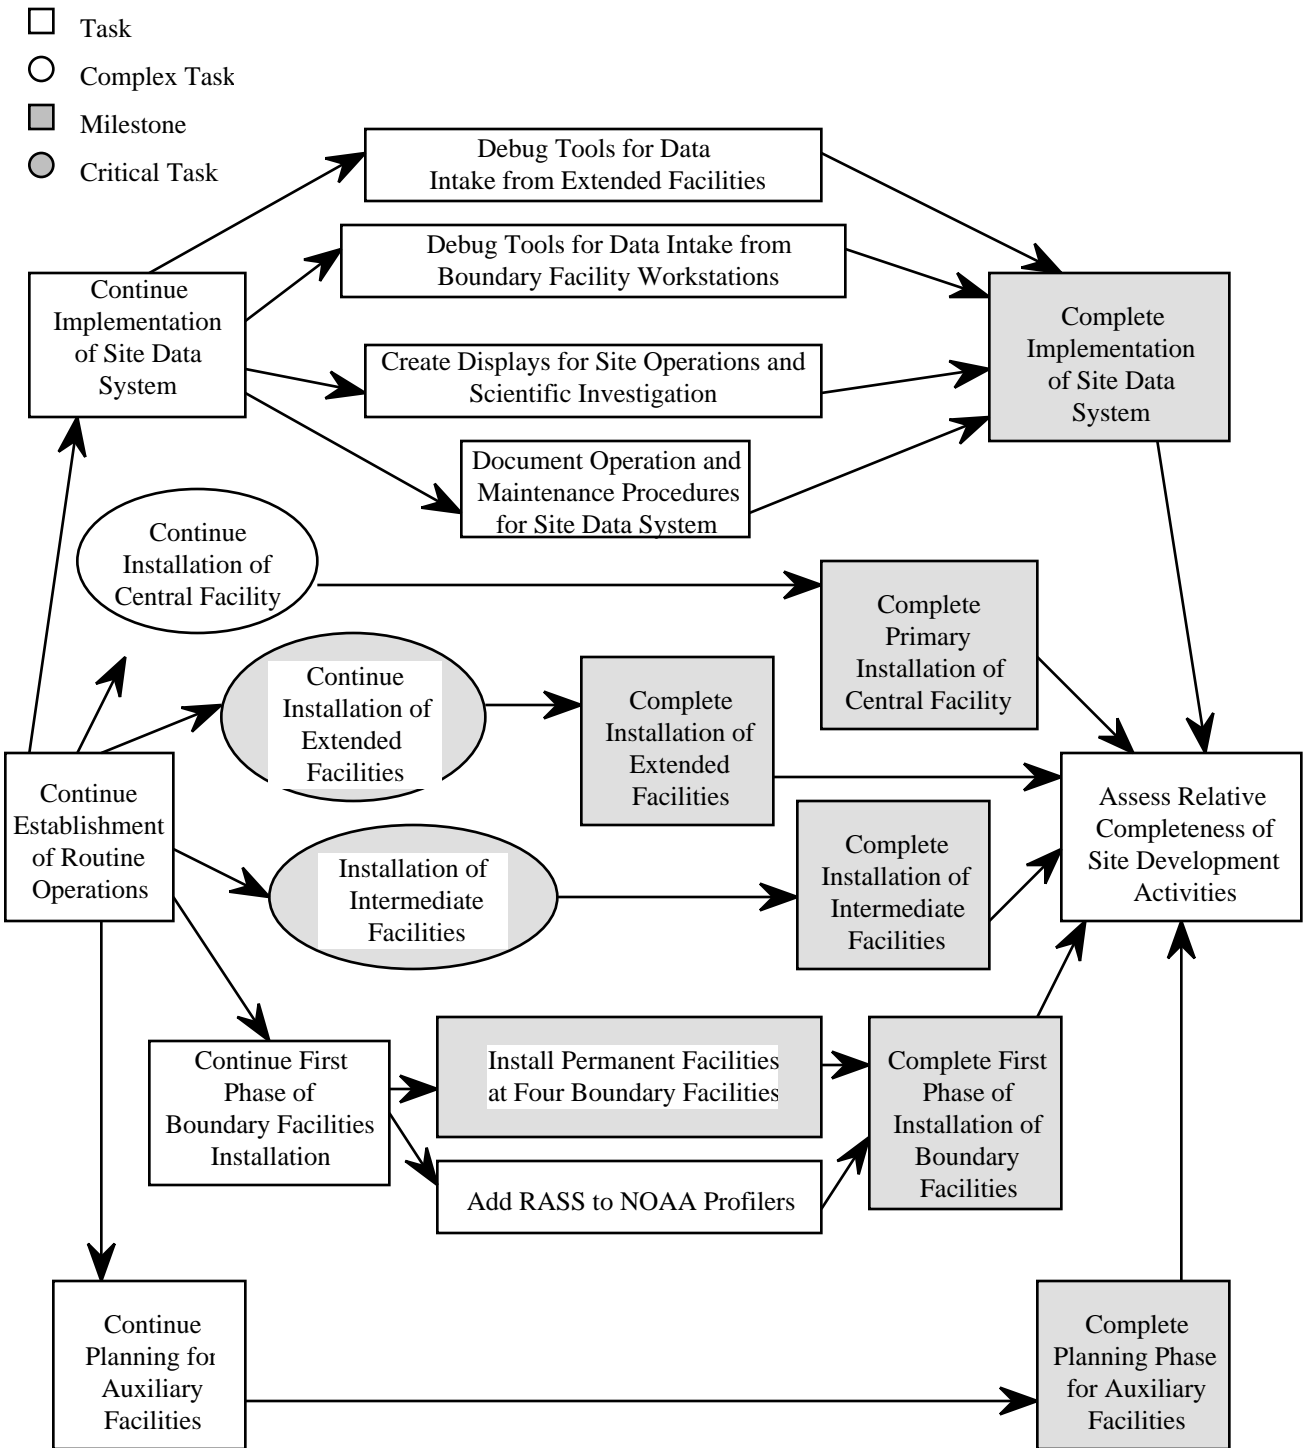 Task
Complex Task
Milestone
Critical Task
Debug Tools for Data
Intake from Extended Facilities
Debug Tools for Data Intake from
Boundary Facility Workstations
Continue
Implementation
of Site Data
System
Create Displays for Site Operations and
Scientific Investigation
Complete
Implementation
of Site Data
System
Document Operation and
Maintenance Procedures
for Site Data System
Continue
Installation of
Central Facility
Complete
Primary
Installation of
Central Facility
Continue
Installation of
Extended
Facilities
Complete
Installation of
Extended
Facilities
Continue
Establishment
of Routine
Operations
Assess Relative
Completeness of
Site Development
Activities
Installation of
Intermediate
Facilities
Complete
Installation of
Intermediate
Facilities
Continue First
Phase of
Boundary Facilities
Installation
Install Permanent Facilities
at Four Boundary Facilities
Complete First
Phase of
Installation of
Boundary
Facilities
Add RASS to NOAA Profilers
Continue
Planning for
Auxiliary
Facilities
Complete
Planning Phase
for Auxiliary
Facilities